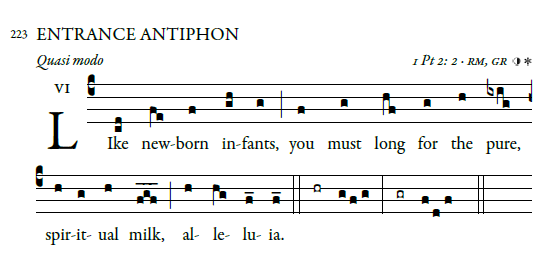 223 ENTRANCE ANTIPHON
Quasi modo 1 Pt 2: 2 · RM, GR
VI
LIke new-born in-fants, you must long for the pure,
spir-it- ual milk, al- le- lu- ia.